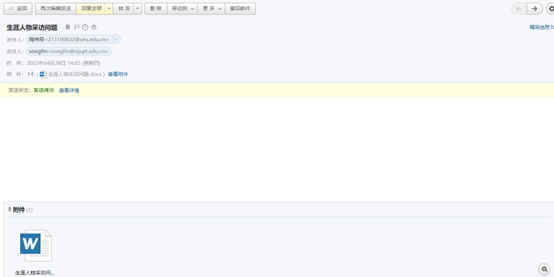 << 返回 再次编辑发送 回复全部 转发 删除 移动到 更多 撤回邮件
生涯人物采访问题
精简信息
发件人： <213190832@seu.edu.cn>
收件人： songfm<songfm@njupt.edu.cn>
时 间： 2022年04月28日 14:05 (星期四)
附 件： 1个 ( 生涯人物采访问题.docx ) 查看附件
发送状态： 发送成功 查看详情
附件 (1)
生涯人物采访问...